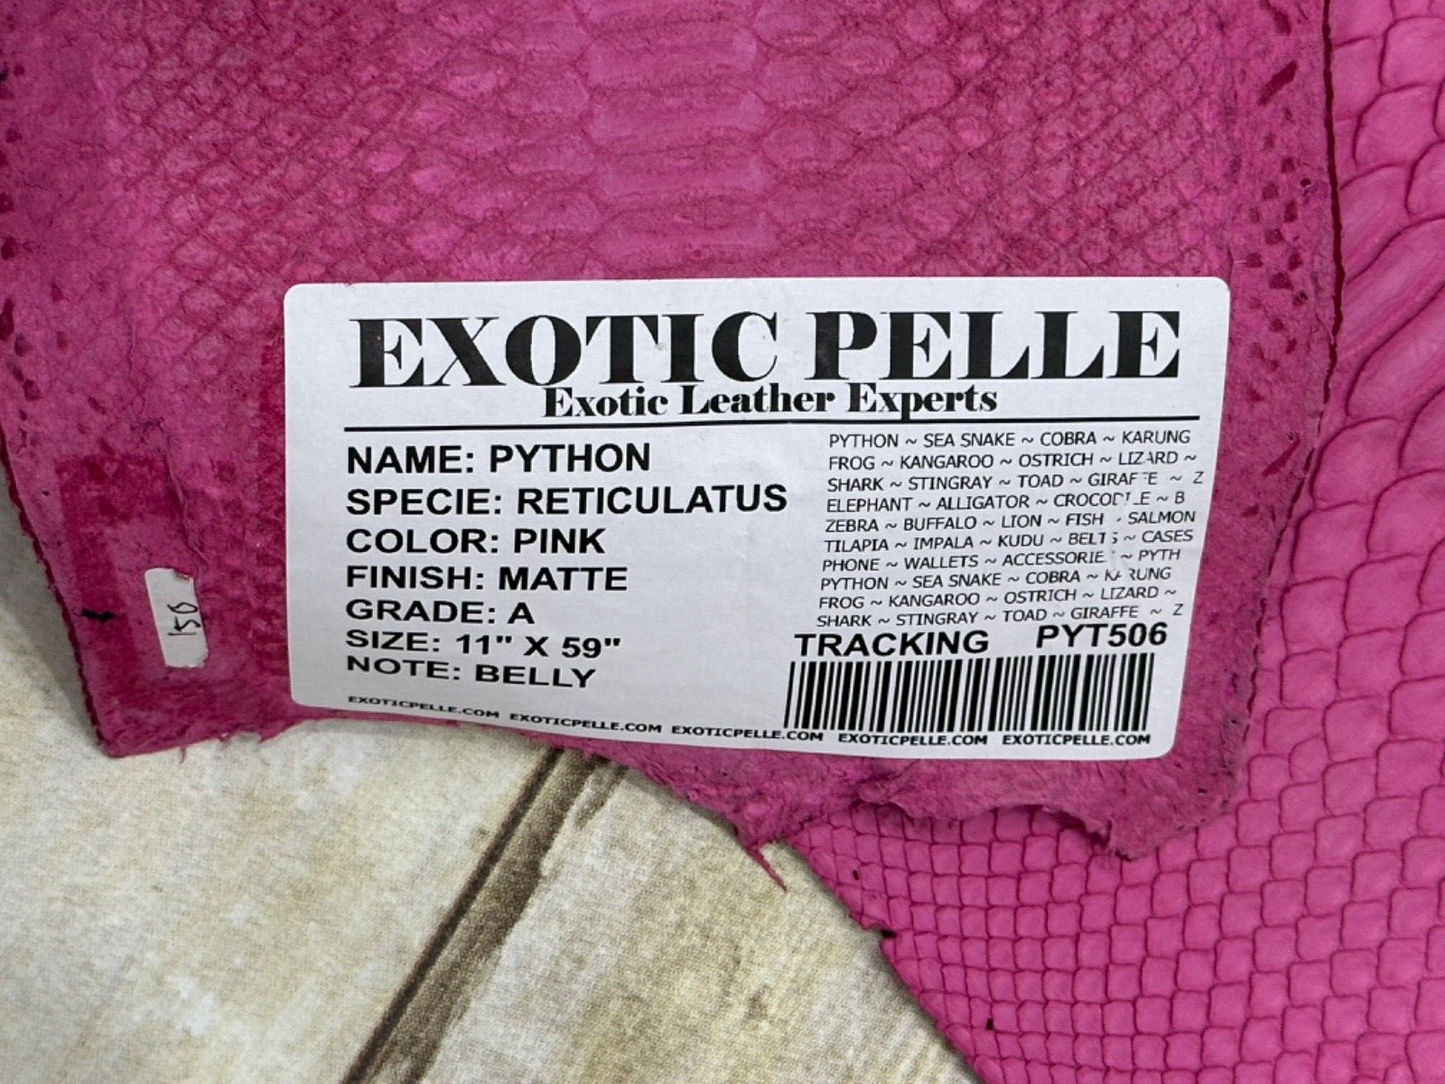 EXOTIC PELLE
Exotic Leather Experts
NAME: PYTHON
SPECIE: RETICULATUS
COLOR: PINK
FINISH: MATTE
GRADE: A
SIZE: 11" X 59"
NOTE: BELLY
PYTHON ~ SEA SNAKE ~ COBRA ~ KARUNG
FROG ~ KANGAROO ~ OSTRICH ~ LIZARD ~
SHARK ~ STINGRAY ~ TOAD ~ GIRAFFE ~ Z
ELEPHANT ~ ALLIGATOR ~ CROCODILE ~ B
ZEBRA ~ BUFFALO ~ LION ~ FISH ~ SALMON
TILAPIA ~ IMPALA ~ KUDU ~ BELTS ~ CASES
PHONE ~ WALLETS ~ ACCESSORIE ~ PYTH
PYTHON ~ SEA SNAKE ~ COBRA ~ KARUNG
FROG ~ KANGAROO ~ OSTRICH ~ LIZARD ~
SHARK ~ STINGRAY ~ TOAD ~ GIRAFFE ~ Z
TRACKING PYT506
EXOTICPELLE.COM EXOTICPELLE.COM EXOTICPELLE.COM EXOTICPELLE.COM EXOTICPELLE.COM
150